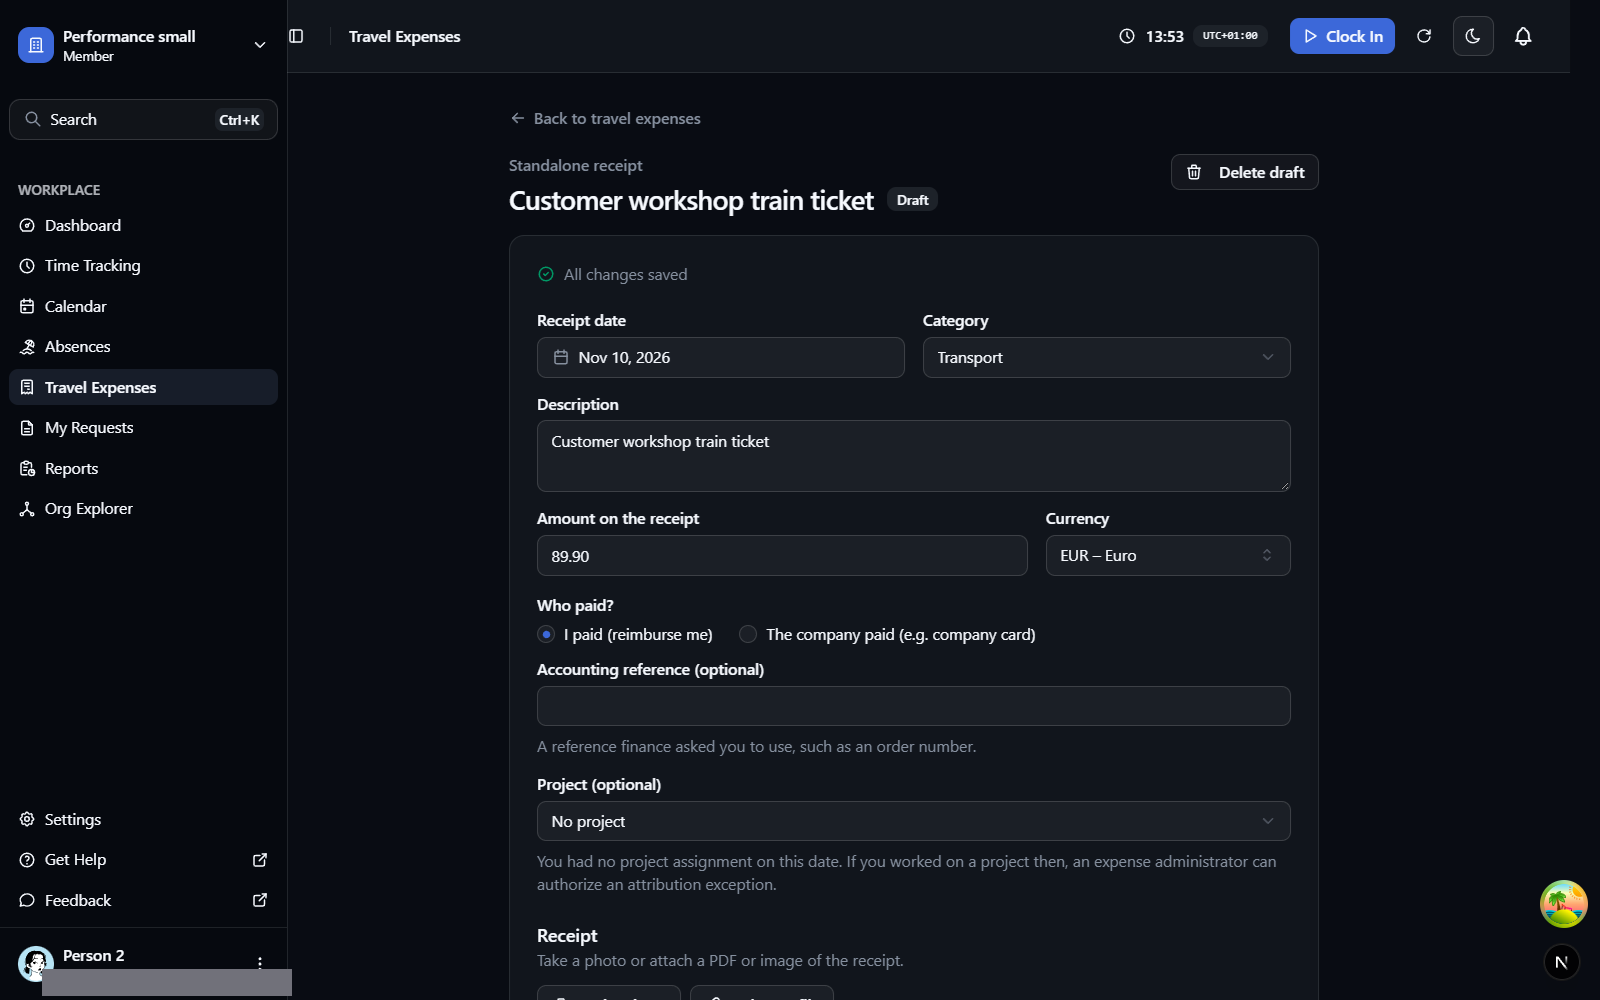 Performance small
Member
Search
Ctrl+K
WORKPLACE
Dashboard
Time Tracking
Calendar
Absences
Travel Expenses
My Requests
Reports
Org Explorer
Settings
Get Help
Feedback
Person 2
Travel Expenses
13:53
UTC+01:00
Clock In
Back to travel expenses
Standalone receipt
Customer workshop train ticket
Draft
Delete draft
All changes saved
Receipt date
Category
Nov 10, 2026
Transport
Description
Customer workshop train ticket
Amount on the receipt
Currency
89.90
EUR – Euro
Who paid?
I paid (reimburse me)
The company paid (e.g. company card)
Accounting reference (optional)
A reference finance asked you to use, such as an order number.
Project (optional)
No project
You had no project assignment on this date. If you worked on a project then, an expense administrator can
authorize an attribution exception.
Receipt
Take a photo or attach a PDF or image of the receipt.
N